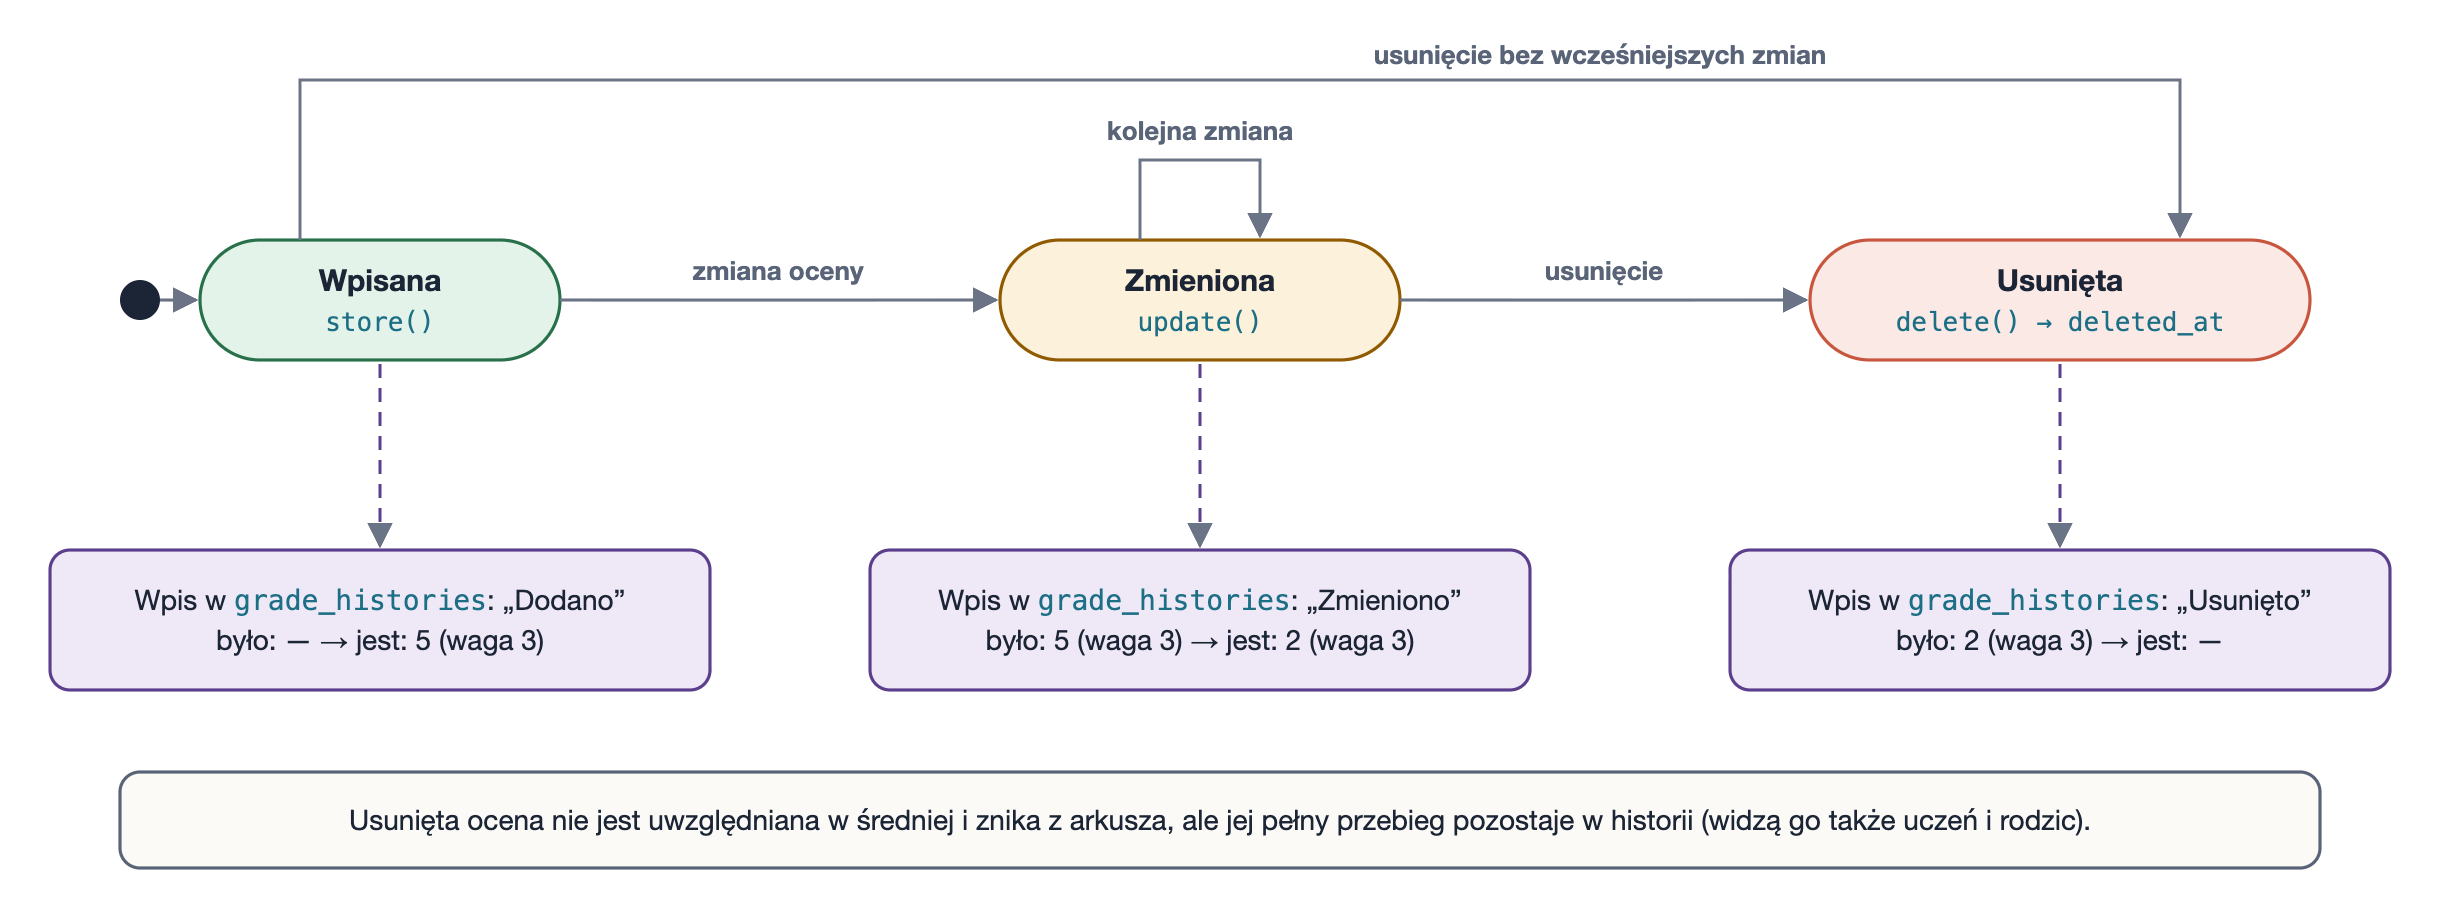 usunięcie bez wcześniejszych zmian
kolejna zmiana
Wpisana
store()
zmiana oceny
Zmieniona
update()
usunięcie
Usunięta
delete() → deleted_at
Wpis w grade_histories: „Dodano”
było: — → jest: 5 (waga 3)
Wpis w grade_histories: „Zmieniono”
było: 5 (waga 3) → jest: 2 (waga 3)
Wpis w grade_histories: „Usunięto”
było: 2 (waga 3) → jest: —
Usunięta ocena nie jest uwzględniana w średniej i znika z arkusza, ale jej pełny przebieg pozostaje w historii (widzą go także uczeń i rodzic).